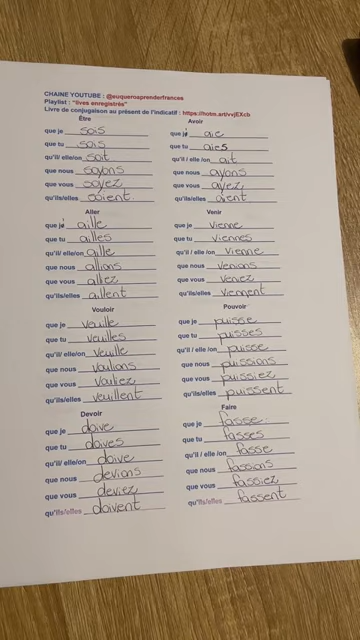 CHAINE YOUTUBE : @euqueroaprenderfrances
Playlist : "lives enregistrés"
Livre de conjugaison au présent de l'indicatif : https://hotm.art/vvjEXcb
Être
que je sois
que tu sois
qu'il/ elle/on soit
que nous soyons
que vous soyez
qu'ils/elles soient
Avoir
que j' aie
que tu aies
qu'il / elle /on ait
que nous ayons
que vous ayez
qu'ils/elles aient
Aller
que j' aille
que tu ailles
qu'il/ elle/on aille
que nous allions
que vous alliez
qu'ils/elles aillent
Venir
que je vienne
que tu viennes
qu'il / elle /on vienne
que nous venions
que vous veniez
qu'ils/elles viennent
Vouloir
que je veuille
que tu veuilles
qu'il/ elle/on veuille
que nous voulions
que vous vouliez
qu'ils/elles veuillent
Pouvoir
que je puisse
que tu puisses
qu'il / elle /on puisse
que nous puissions
que vous puissiez
qu'ils/elles puissent
Devoir
que je doive
que tu doives
qu'il/ elle/on doive
que nous devions
que vous deviez
qu'ils/elles doivent
Faire
que je fasse
que tu fasses
qu'il / elle /on fasse
que nous fassions
que vous fassiez
qu'ils/elles fassent